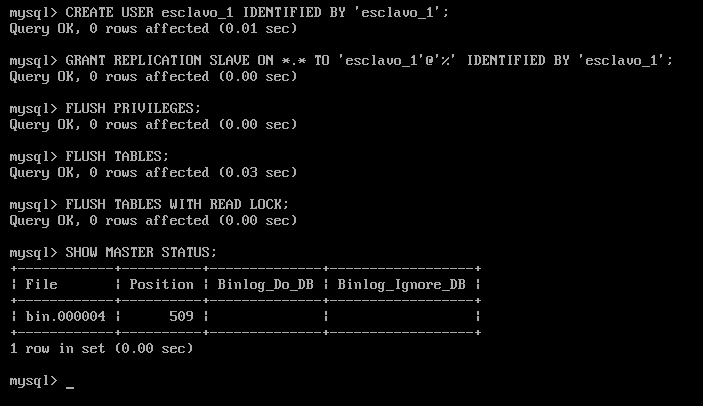 mysql> CREATE USER esclavo_1 IDENTIFIED BY 'esclavo_1';
Query OK, 0 rows affected (0.01 sec)
mysql> GRANT REPLICATION SLAVE ON *.* TO 'esclavo_1'@'%' IDENTIFIED BY 'esclavo_1';
Query OK, 0 rows affected (0.00 sec)
mysql> FLUSH PRIVILEGES;
Query OK, 0 rows affected (0.00 sec)
mysql> FLUSH TABLES;
Query OK, 0 rows affected (0.03 sec)
mysql> FLUSH TABLES WITH READ LOCK;
Query OK, 0 rows affected (0.00 sec)
mysql> SHOW MASTER STATUS;
+------------+----------+--------------+------------------+
| File       | Position | Binlog_Do_DB | Binlog_Ignore_DB |
+------------+----------+--------------+------------------+
| bin.000004 |      509 |              |                  |
+------------+----------+--------------+------------------+
1 row in set (0.00 sec)
mysql> _